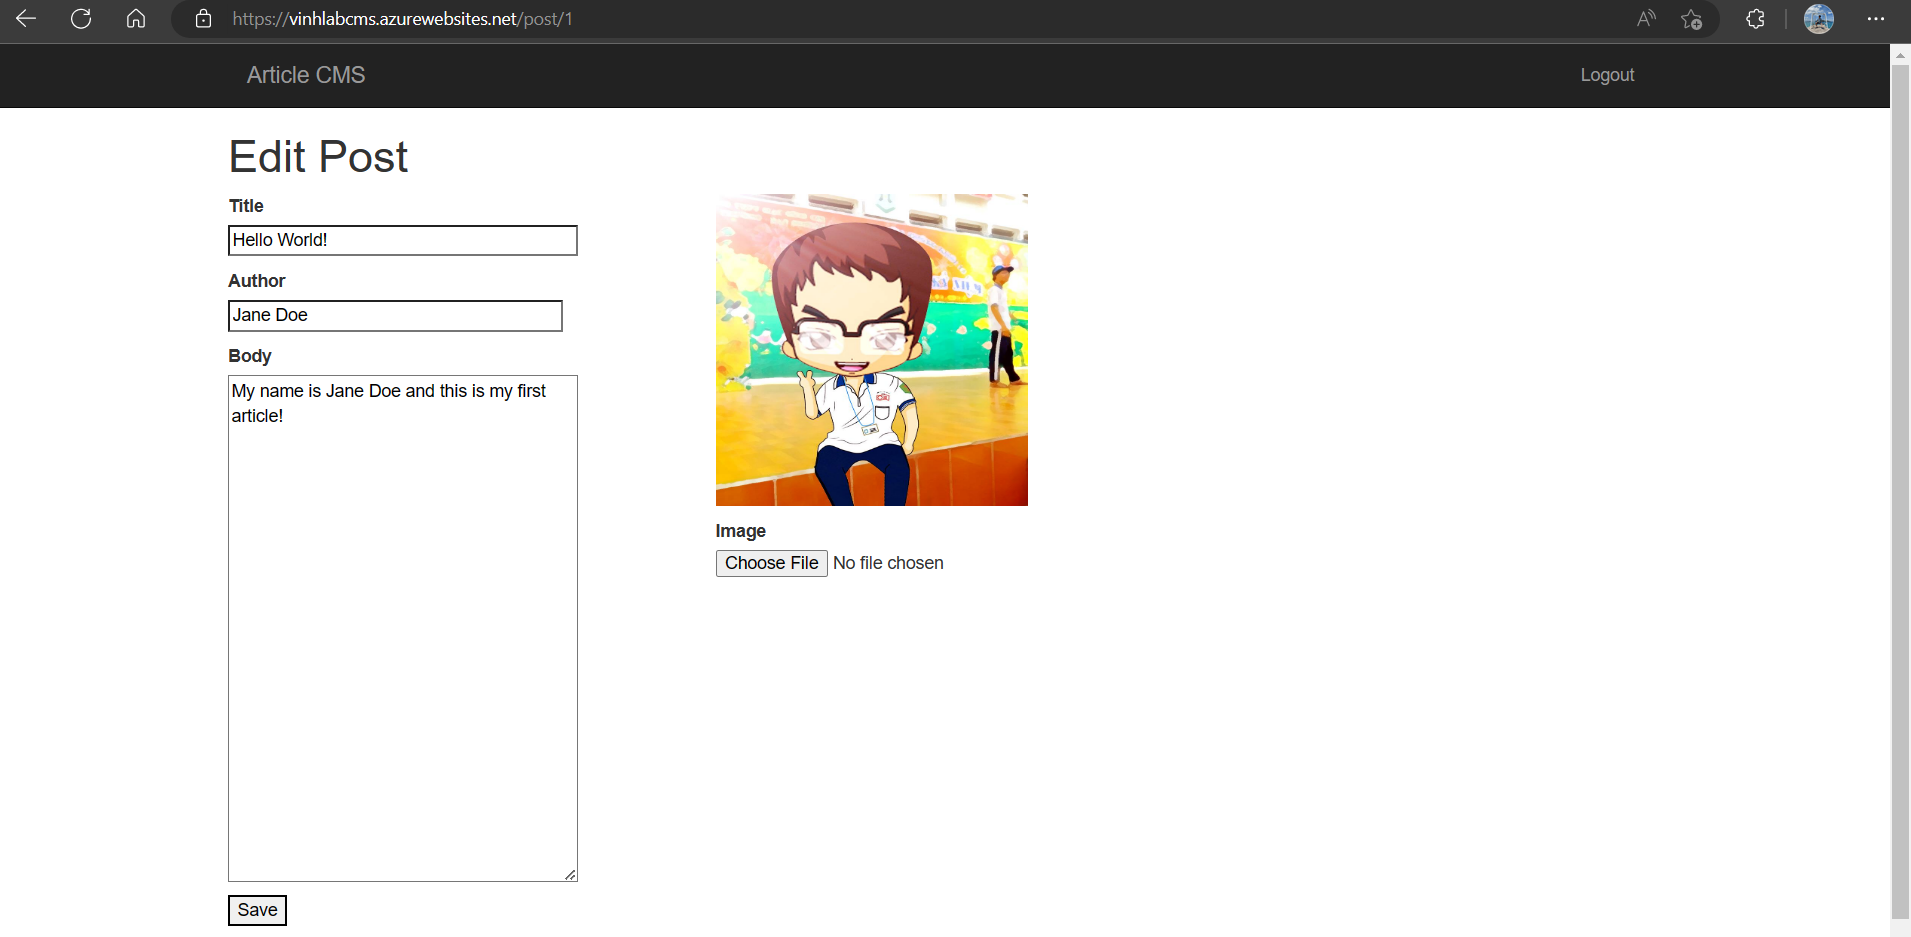 https://vinhlabcms.azurewebsites.net/post/1
Article CMS
Logout
Edit Post
Title
Hello World!
Author
Jane Doe
Body
My name is Jane Doe and this is my first
article!
Image
Choose File No file chosen
Save